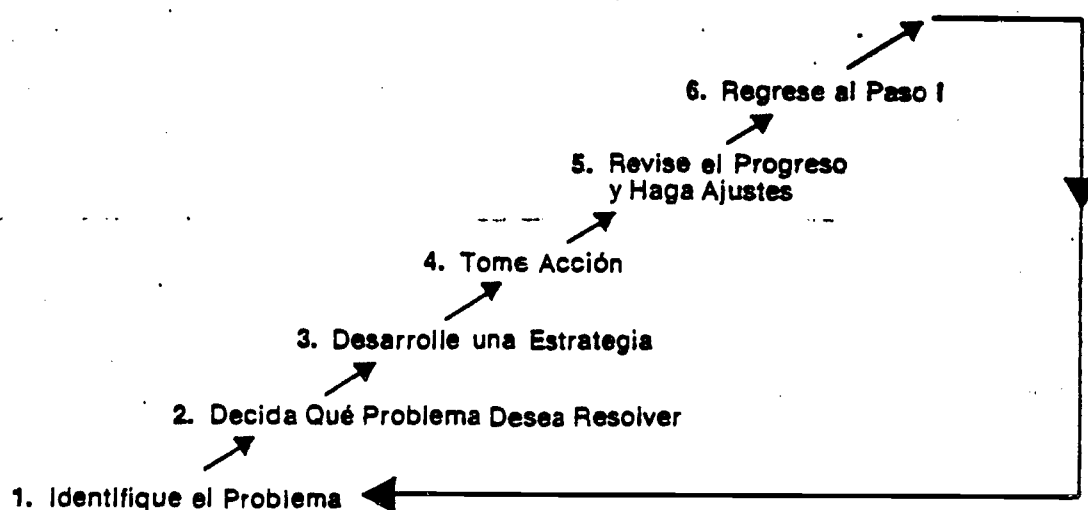 6. Regrese al Paso I
5. Revise el Progreso
y Haga Ajustes
4. Tome Acción
3. Desarrolle una Estrategia
2. Decida Qué Problema Desea Resolver
1. Identifique el Problema